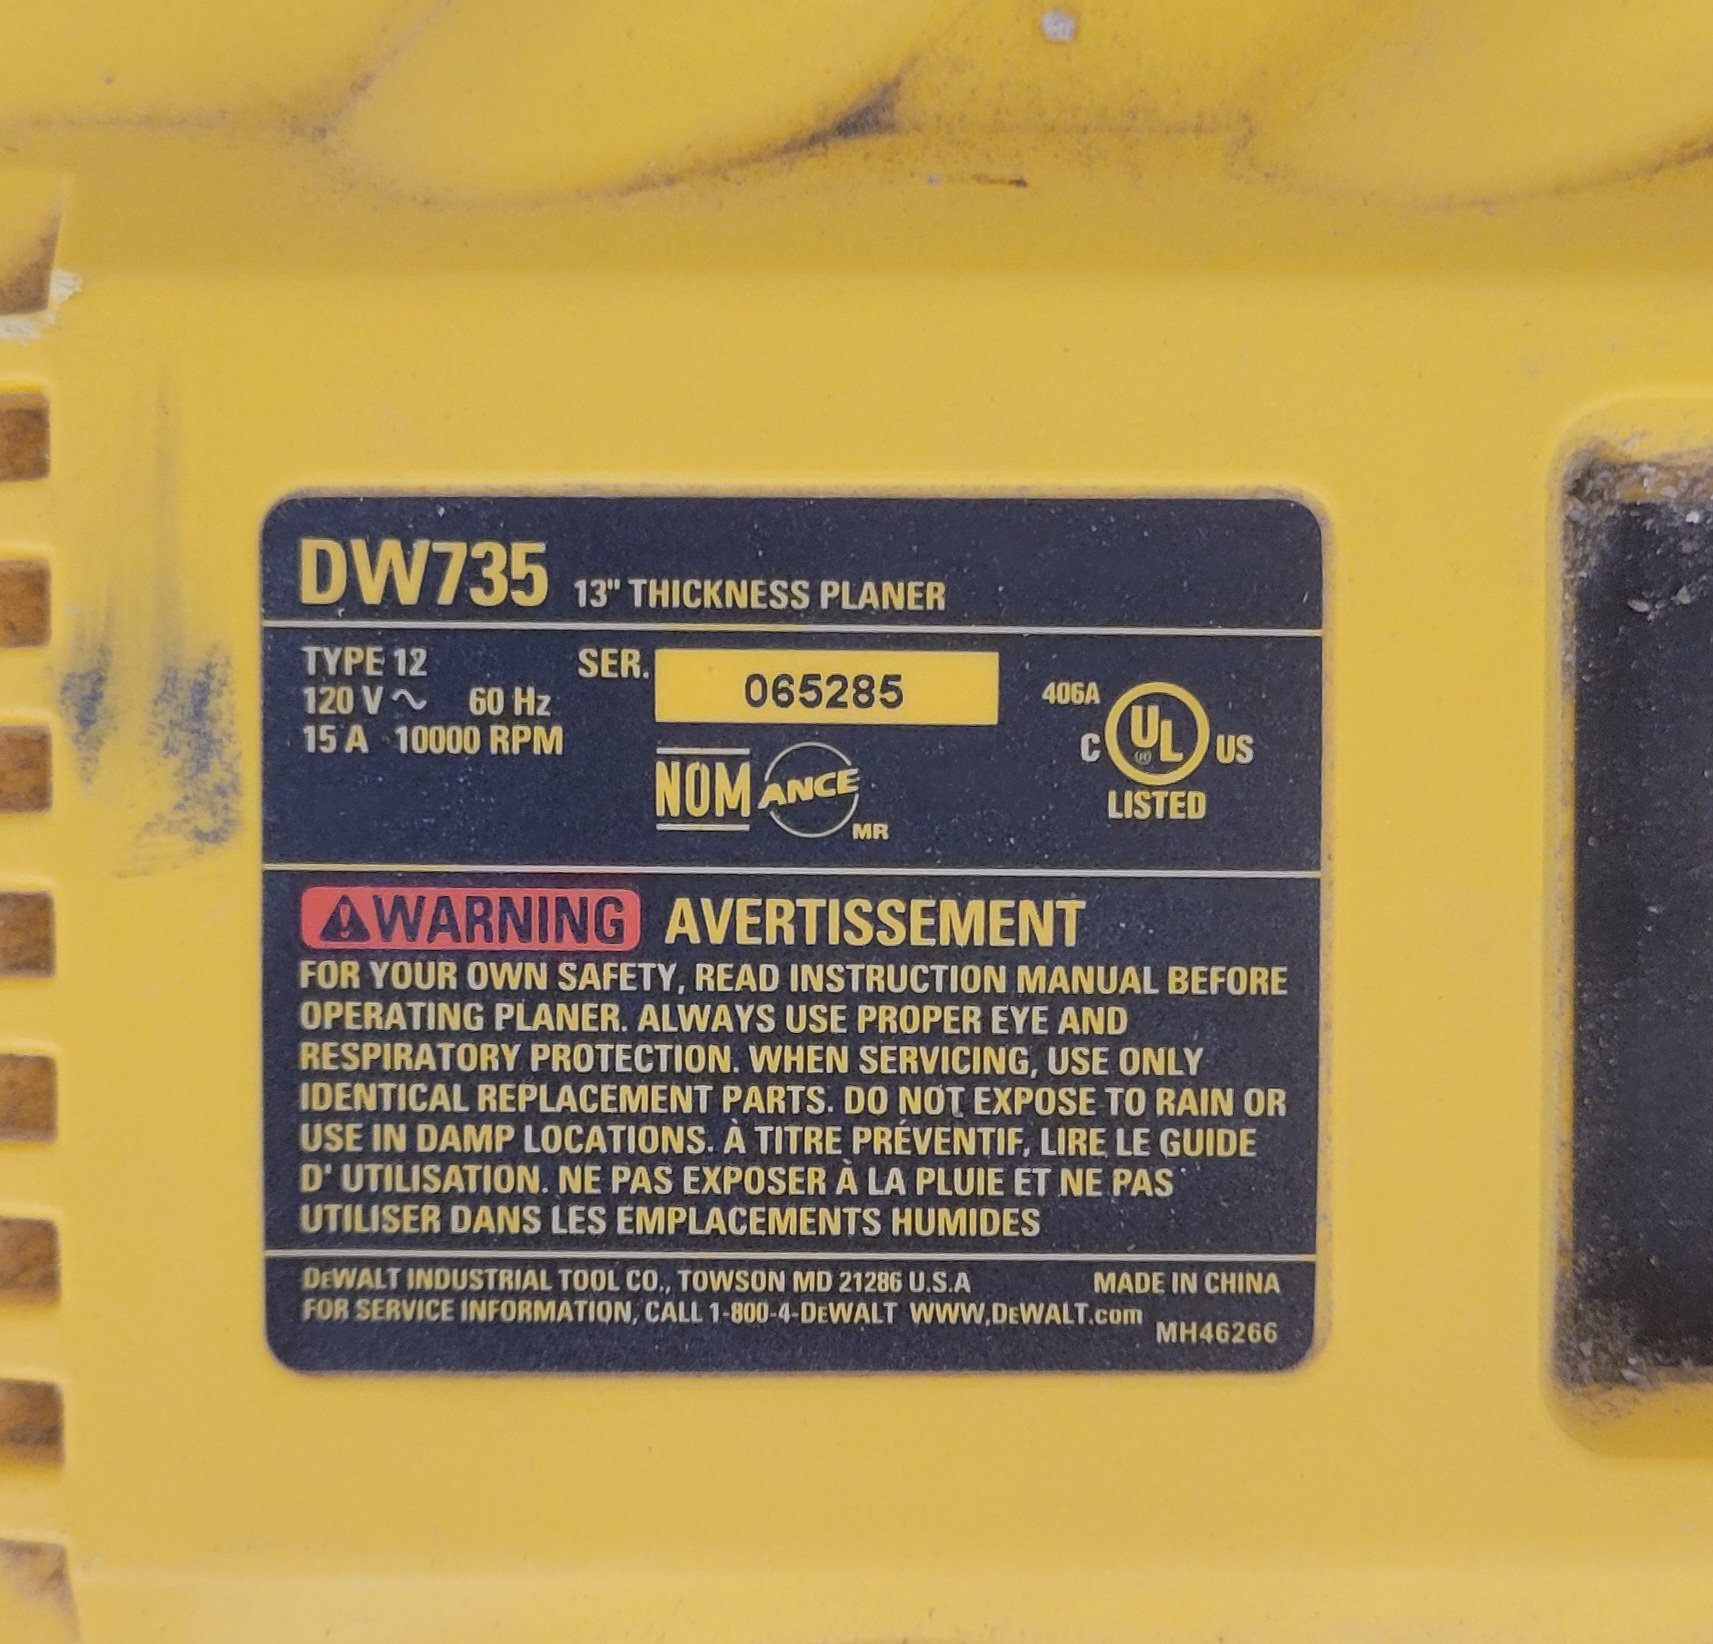 DW735 13" THICKNESS PLANER
TYPE 12 SER. 065285
120 V ~ 60 Hz
15 A 10000 RPM
406A
C UL® US
LISTED
NOM ANCE MR
WARNING AVERTISSEMENT
FOR YOUR OWN SAFETY, READ INSTRUCTION MANUAL BEFORE
OPERATING PLANER. ALWAYS USE PROPER EYE AND
RESPIRATORY PROTECTION. WHEN SERVICING, USE ONLY
IDENTICAL REPLACEMENT PARTS. DO NOT EXPOSE TO RAIN OR
USE IN DAMP LOCATIONS. À TITRE PRÉVENTIF, LIRE LE GUIDE
D' UTILISATION. NE PAS EXPOSER À LA PLUIE ET NE PAS
UTILISER DANS LES EMPLACEMENTS HUMIDES
DEWALT INDUSTRIAL TOOL CO., TOWSON MD 21286 U.S.A MADE IN CHINA
FOR SERVICE INFORMATION, CALL 1-800-4-DEWALT WWW.DEWALT.com
MH46266